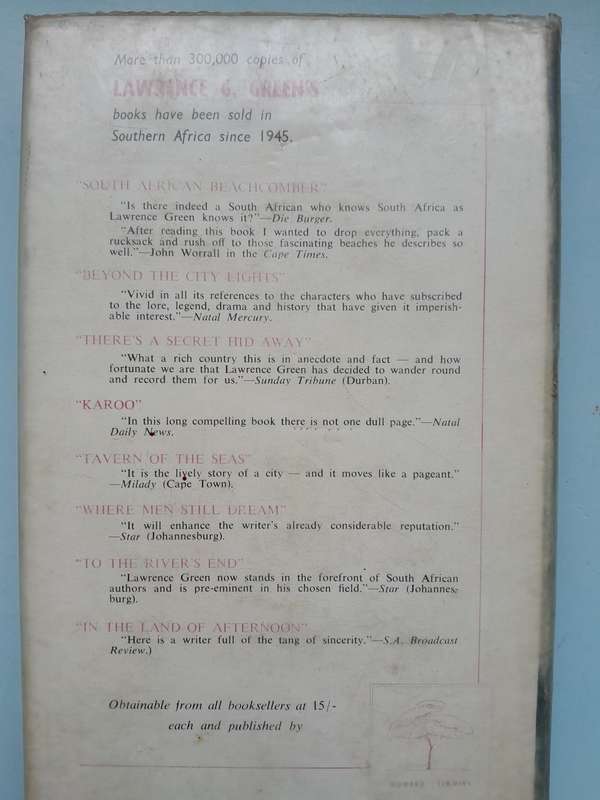 More than 300,000 copies of
LAWRENCE G. GREEN'S
books have been sold in
Southern Africa since 1945.
"SOUTH AFRICAN BEACHCOMBER"
"Is there indeed a South African who knows South Africa as
Lawrence Green knows it?"—Die Burger.
"After reading this book I wanted to drop everything, pack a
rucksack and rush off to those fascinating beaches he describes so
well."—John Worrall in the Cape Times.
"BEYOND THE CITY LIGHTS"
"Vivid in all its references to the characters who have subscribed
to the lore, legend, drama and history that have given it imperish-
able interest."—Natal Mercury.
"THERE'S A SECRET HID AWAY"
"What a rich country this is in anecdote and fact — and how
fortunate we are that Lawrence Green has decided to wander round
and record them for us."—Sunday Tribune (Durban).
"KAROO"
"In this long compelling book there is not one dull page."—Natal
Daily News.
"TAVERN OF THE SEAS"
"It is the lively story of a city — and it moves like a pageant."
—Milady (Cape Town).
"WHERE MEN STILL DREAM"
"It will enhance the writer's already considerable reputation."
—Star (Johannesburg).
"TO THE RIVER'S END"
"Lawrence Green now stands in the forefront of South African
authors and is pre-eminent in his chosen field."—Star (Johannes-
burg).
"IN THE LAND OF AFTERNOON"
"Here is a writer full of the tang of sincerity."—S.A. Broadcast
Review.)
Obtainable from all booksellers at 15/-
each and published by